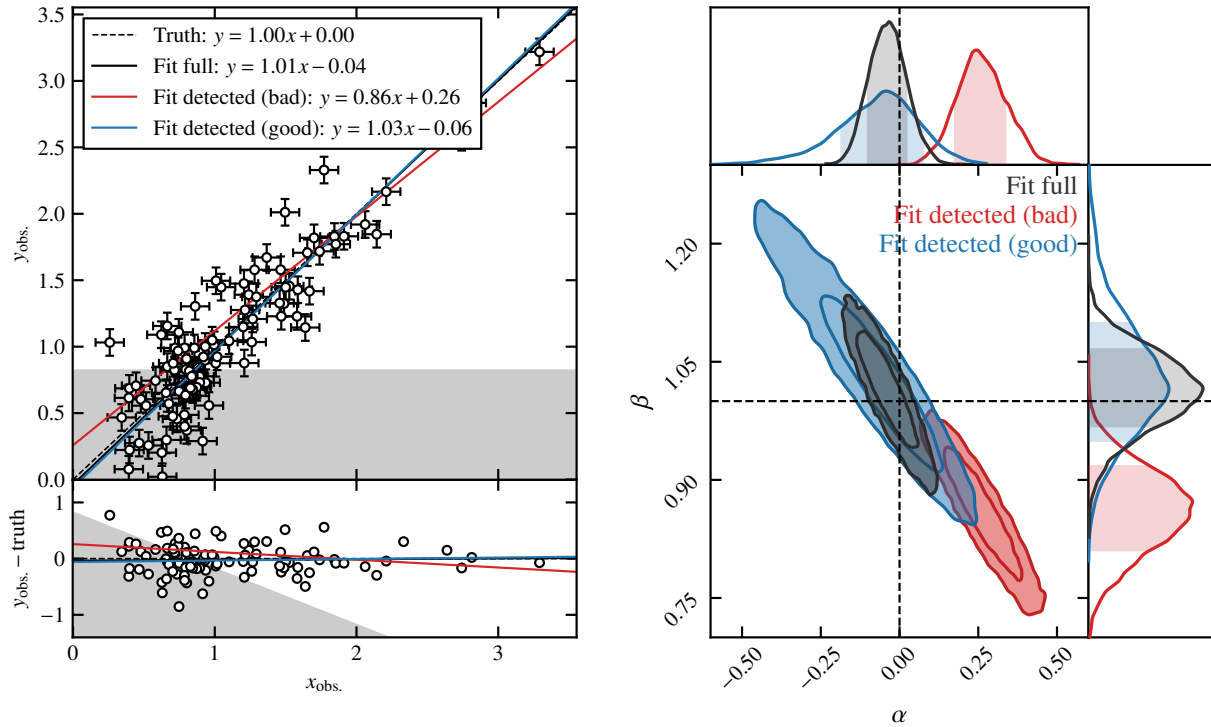 3.5
3.0
2.5
2.0
1.5
1.0
0.5
0.0
y_obs.
Truth: y = 1.00x + 0.00
Fit full: y = 1.01x − 0.04
Fit detected (bad): y = 0.86x + 0.26
Fit detected (good): y = 1.03x − 0.06
1
0
−1
y_obs. − truth
0 1 2 3
x_obs.
Fit full
Fit detected (bad)
Fit detected (good)
1.20
1.05
0.90
0.75
β
−0.50 −0.25 0.00 0.25 0.50
α